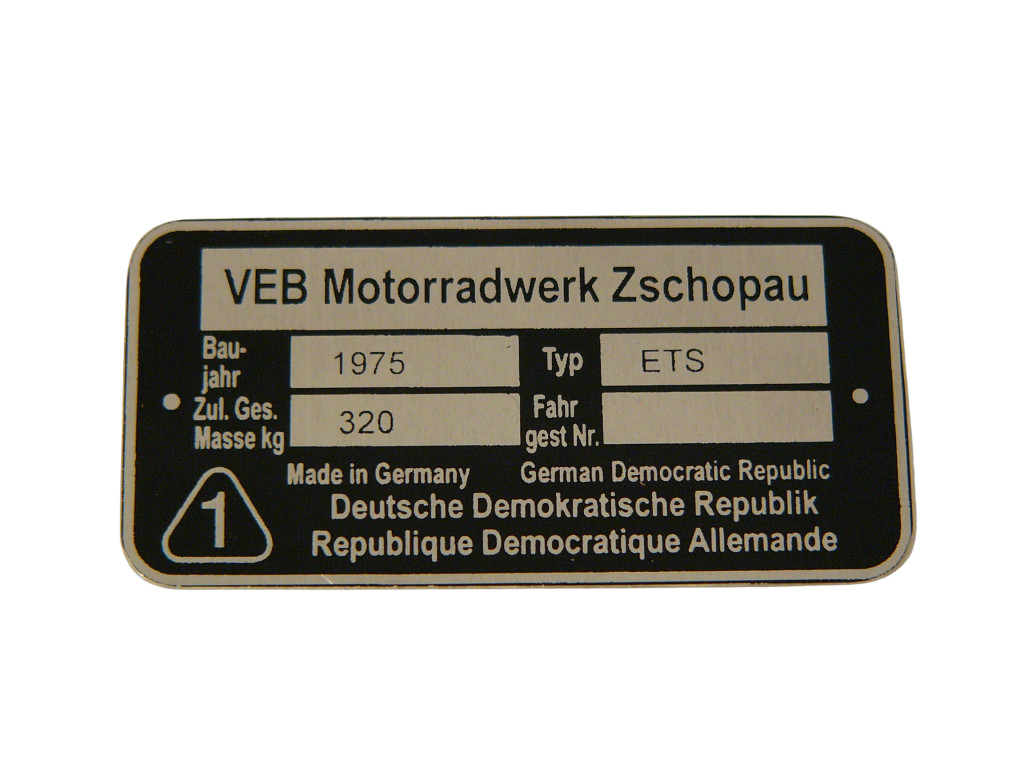 VEB Motorradwerk Zschopau
Bau-
jahr
1975
Typ
ETS
Zul. Ges.
Masse kg
320
Fahr
gest Nr.
Made in Germany German Democratic Republic
Deutsche Demokratische Republik
1
Republique Democratique Allemande